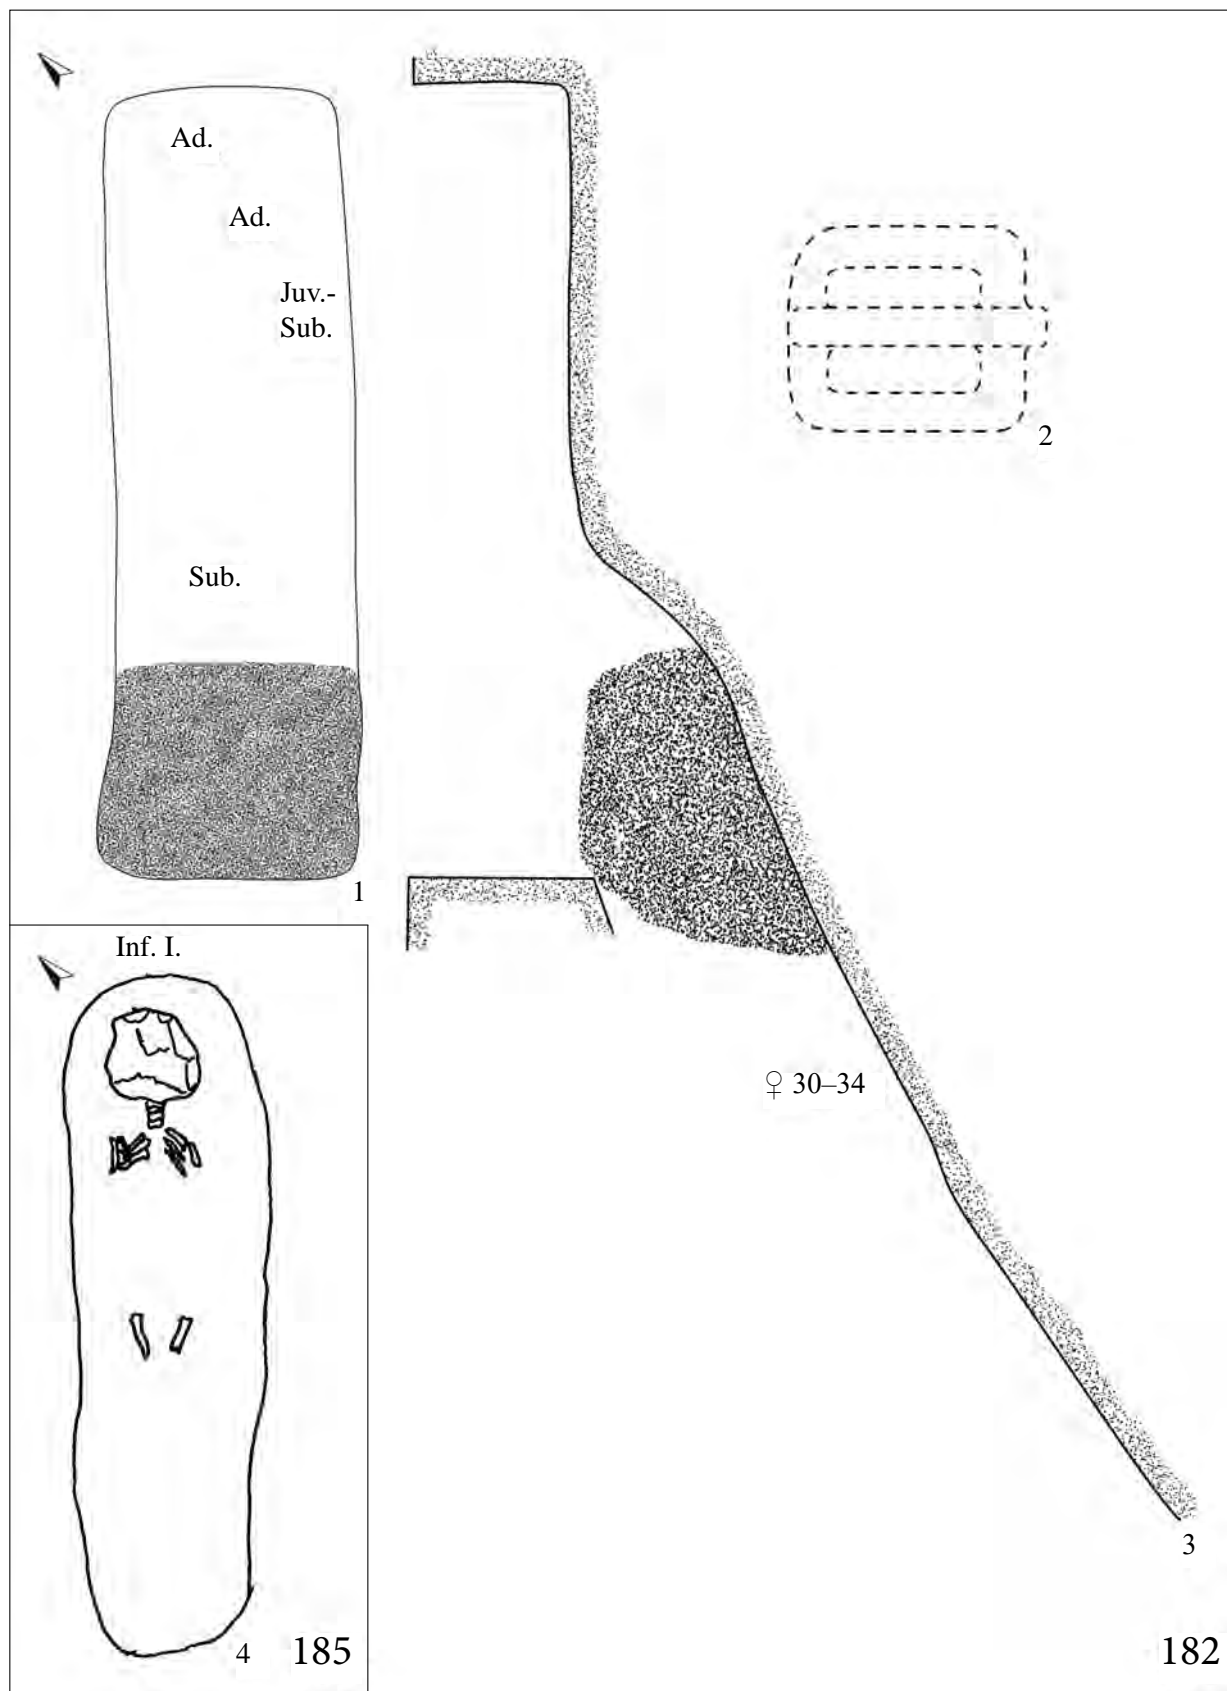 Ad.
Ad.
Juv.-
Sub.
Sub.
1
2
♀ 30–34
3
182
Inf. I.
4
185